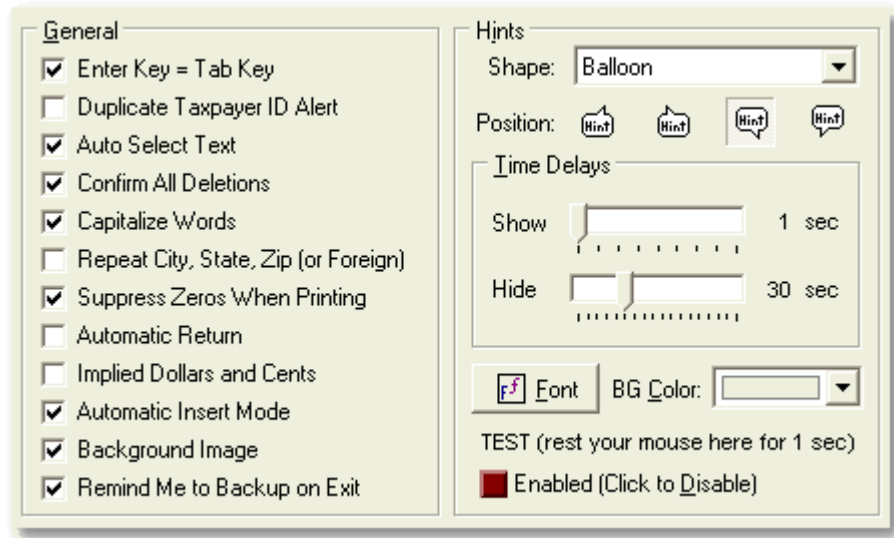 General
Enter Key = Tab Key
Duplicate Taxpayer ID Alert
Auto Select Text
Confirm All Deletions
Capitalize Words
Repeat City, State, Zip (or Foreign)
Suppress Zeros When Printing
Automatic Return
Implied Dollars and Cents
Automatic Insert Mode
Background Image
Remind Me to Backup on Exit
Hints
Shape: Balloon
Position: Hint Hint Hint Hint
Time Delays
Show 1 sec
Hide 30 sec
Ff Font BG Color:
TEST (rest your mouse here for 1 sec)
Enabled (Click to Disable)